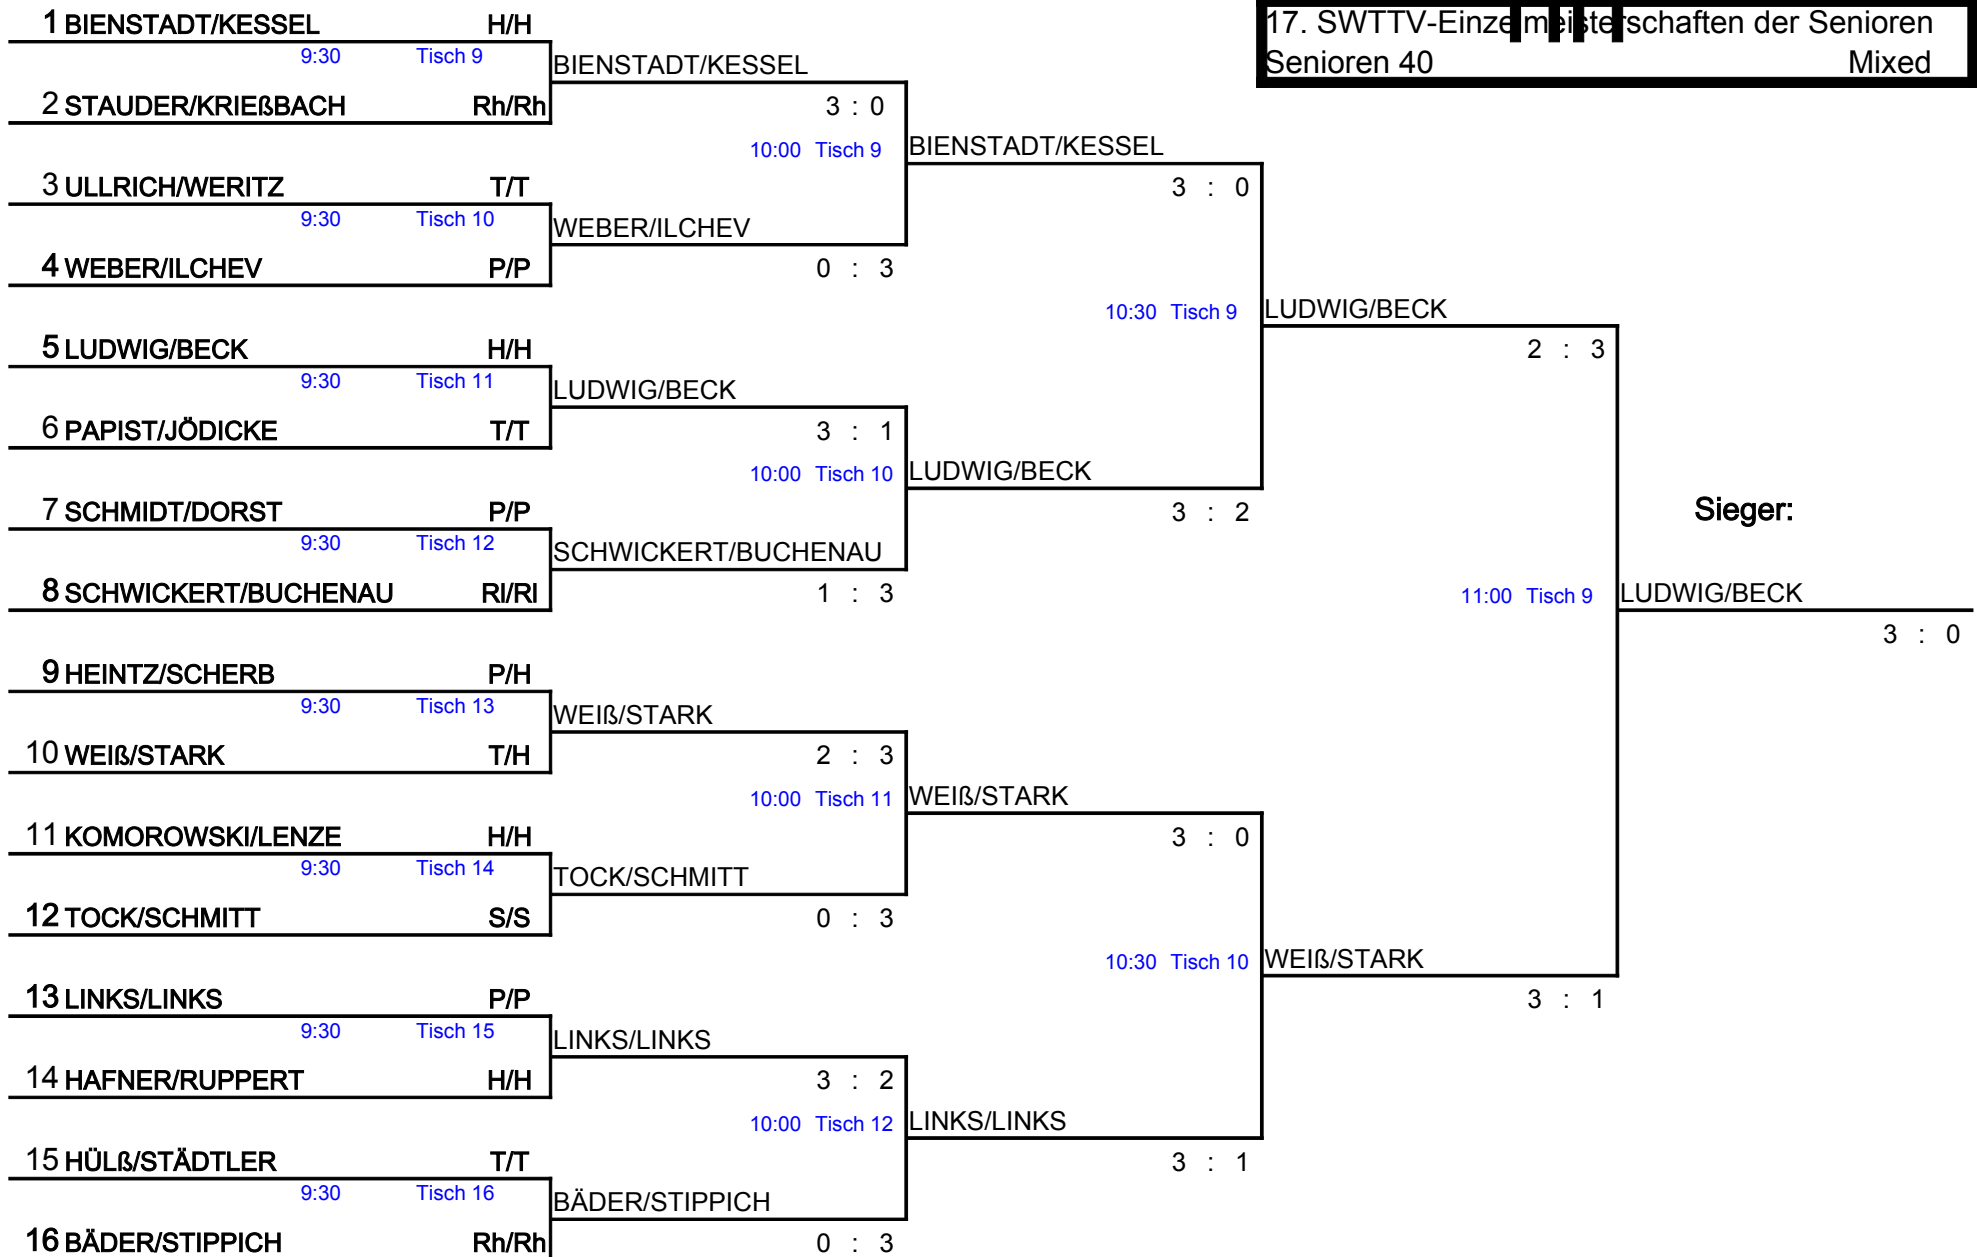 17. SWTTV-Einzelmeisterschaften der Senioren
Senioren 40 Mixed
1 BIENSTADT/KESSEL H/H
9:30 Tisch 9
BIENSTADT/KESSEL
2 STAUDER/KRIEßBACH Rh/Rh
3 : 0
10:00 Tisch 9
BIENSTADT/KESSEL
3 ULLRICH/WERITZ T/T
3 : 0
9:30 Tisch 10
WEBER/ILCHEV
4 WEBER/ILCHEV P/P
0 : 3
10:30 Tisch 9
LUDWIG/BECK
5 LUDWIG/BECK H/H
2 : 3
9:30 Tisch 11
LUDWIG/BECK
6 PAPIST/JÖDICKE T/T
3 : 1
10:00 Tisch 10
LUDWIG/BECK
7 SCHMIDT/DORST P/P
3 : 2
Sieger:
9:30 Tisch 12
SCHWICKERT/BUCHENAU
8 SCHWICKERT/BUCHENAU RI/RI
1 : 3
11:00 Tisch 9
LUDWIG/BECK
3 : 0
9 HEINTZ/SCHERB P/H
9:30 Tisch 13
WEIß/STARK
10 WEIß/STARK T/H
2 : 3
10:00 Tisch 11
WEIß/STARK
11 KOMOROWSKI/LENZE H/H
3 : 0
9:30 Tisch 14
TOCK/SCHMITT
12 TOCK/SCHMITT S/S
0 : 3
10:30 Tisch 10
WEIß/STARK
13 LINKS/LINKS P/P
3 : 1
9:30 Tisch 15
LINKS/LINKS
14 HAFNER/RUPPERT H/H
3 : 2
10:00 Tisch 12
LINKS/LINKS
15 HÜLß/STÄDTLER T/T
3 : 1
9:30 Tisch 16
BÄDER/STIPPICH
16 BÄDER/STIPPICH Rh/Rh
0 : 3